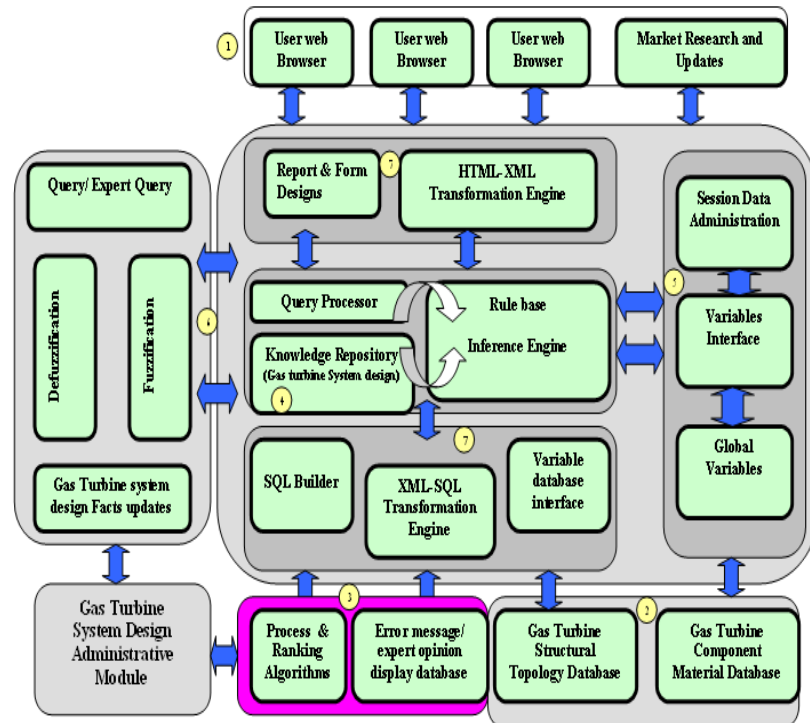 1
User web
Browser
User web
Browser
User web
Browser
Market Research and
Updates
Query/ Expert Query
Defuzzification
Fuzzification
6
Gas Turbine system
design Facts updates
Report & Form
Designs
7
HTML-XML
Transformation Engine
Query Processor
Knowledge Repository
(Gas turbine System design)
4
Rule base
Inference Engine
Session Data
Administration
5
Variables
Interface
Global
Variables
7
SQL Builder
XML-SQL
Transformation
Engine
Variable
database
interface
Gas Turbine
System Design
Administrative
Module
3
Process &
Ranking
Algorithms
Error message/
expert opinion
display database
2
Gas Turbine
Structural
Topology Database
Gas Turbine
Component
Material Database